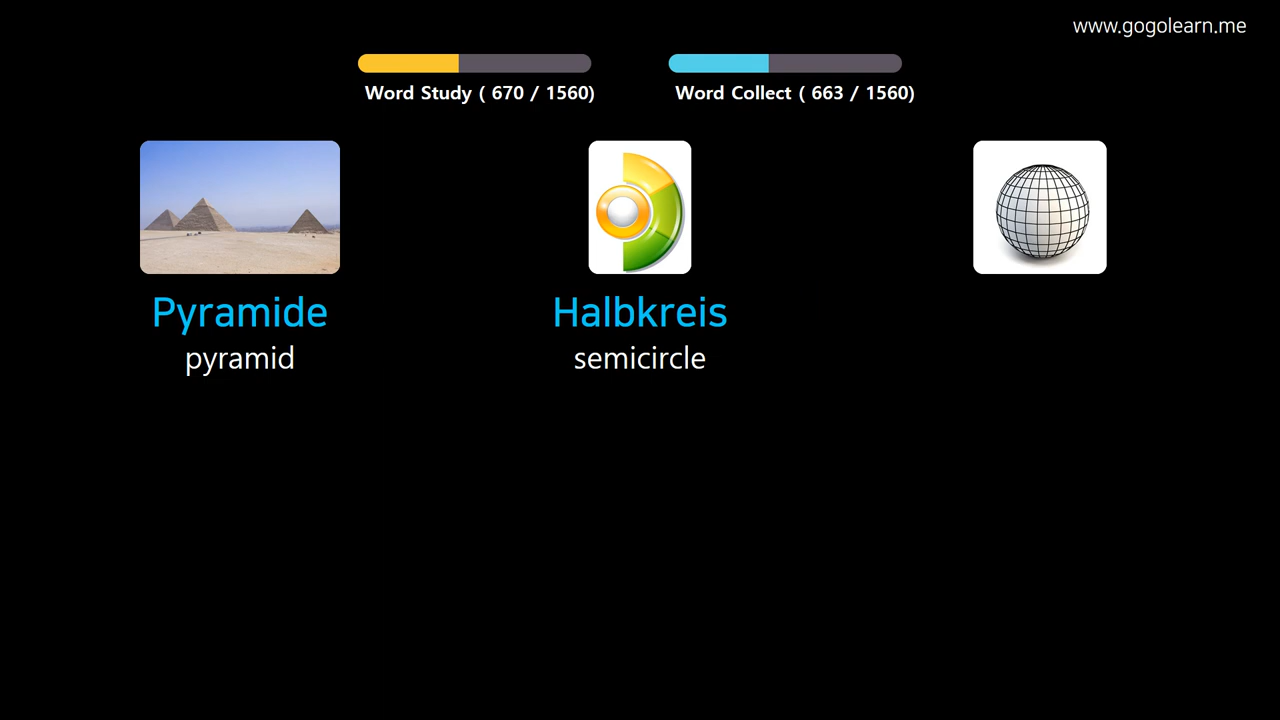 www.gogolearn.me
Word Study ( 670 / 1560)
Word Collect ( 663 / 1560)
Pyramide
pyramid
Halbkreis
semicircle